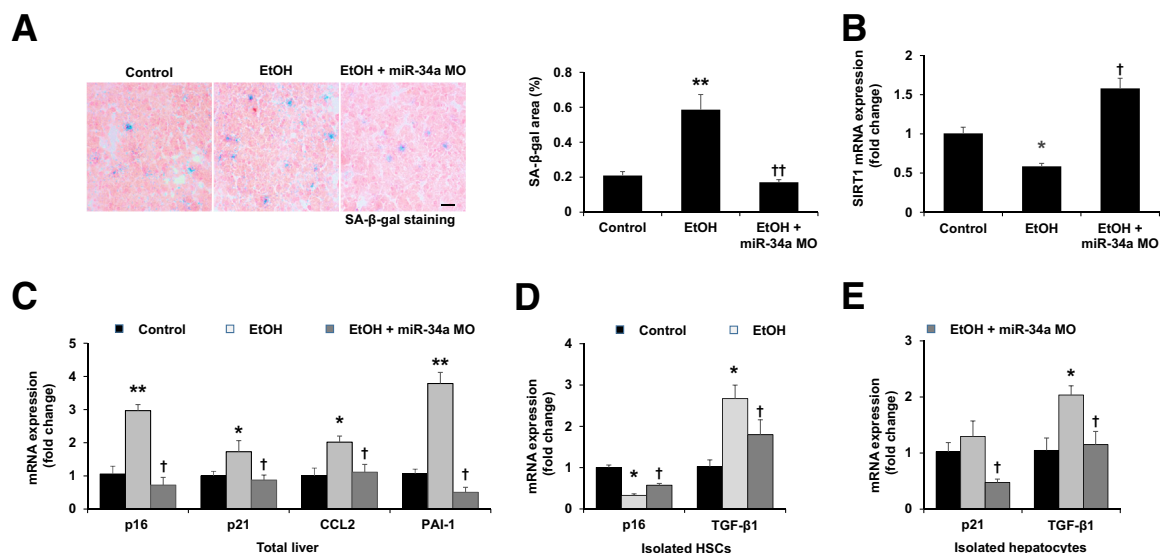 A
Control
EtOH
EtOH + miR-34a MO
SA-β-gal staining
SA-β-gal area (%)
0.8
0.6
0.4
0.2
0
**
††
Control
EtOH
EtOH +
miR-34a MO
B
SIRT1 mRNA expression
(fold change)
2
1.5
1
0.5
0
*
†
Control
EtOH
EtOH +
miR-34a MO
C
Control
EtOH
EtOH + miR-34a MO
mRNA expression
(fold change)
5
4
3
2
1
0
**
†
*
†
*
†
**
†
p16
p21
CCL2
PAI-1
Total liver
D
Control
EtOH
mRNA expression
(fold change)
4
3
2
1
0
*
†
*
†
p16
TGF-β1
Isolated HSCs
E
EtOH + miR-34a MO
mRNA expression
(fold change)
3
2
1
0
†
*
†
p21
TGF-β1
Isolated hepatocytes